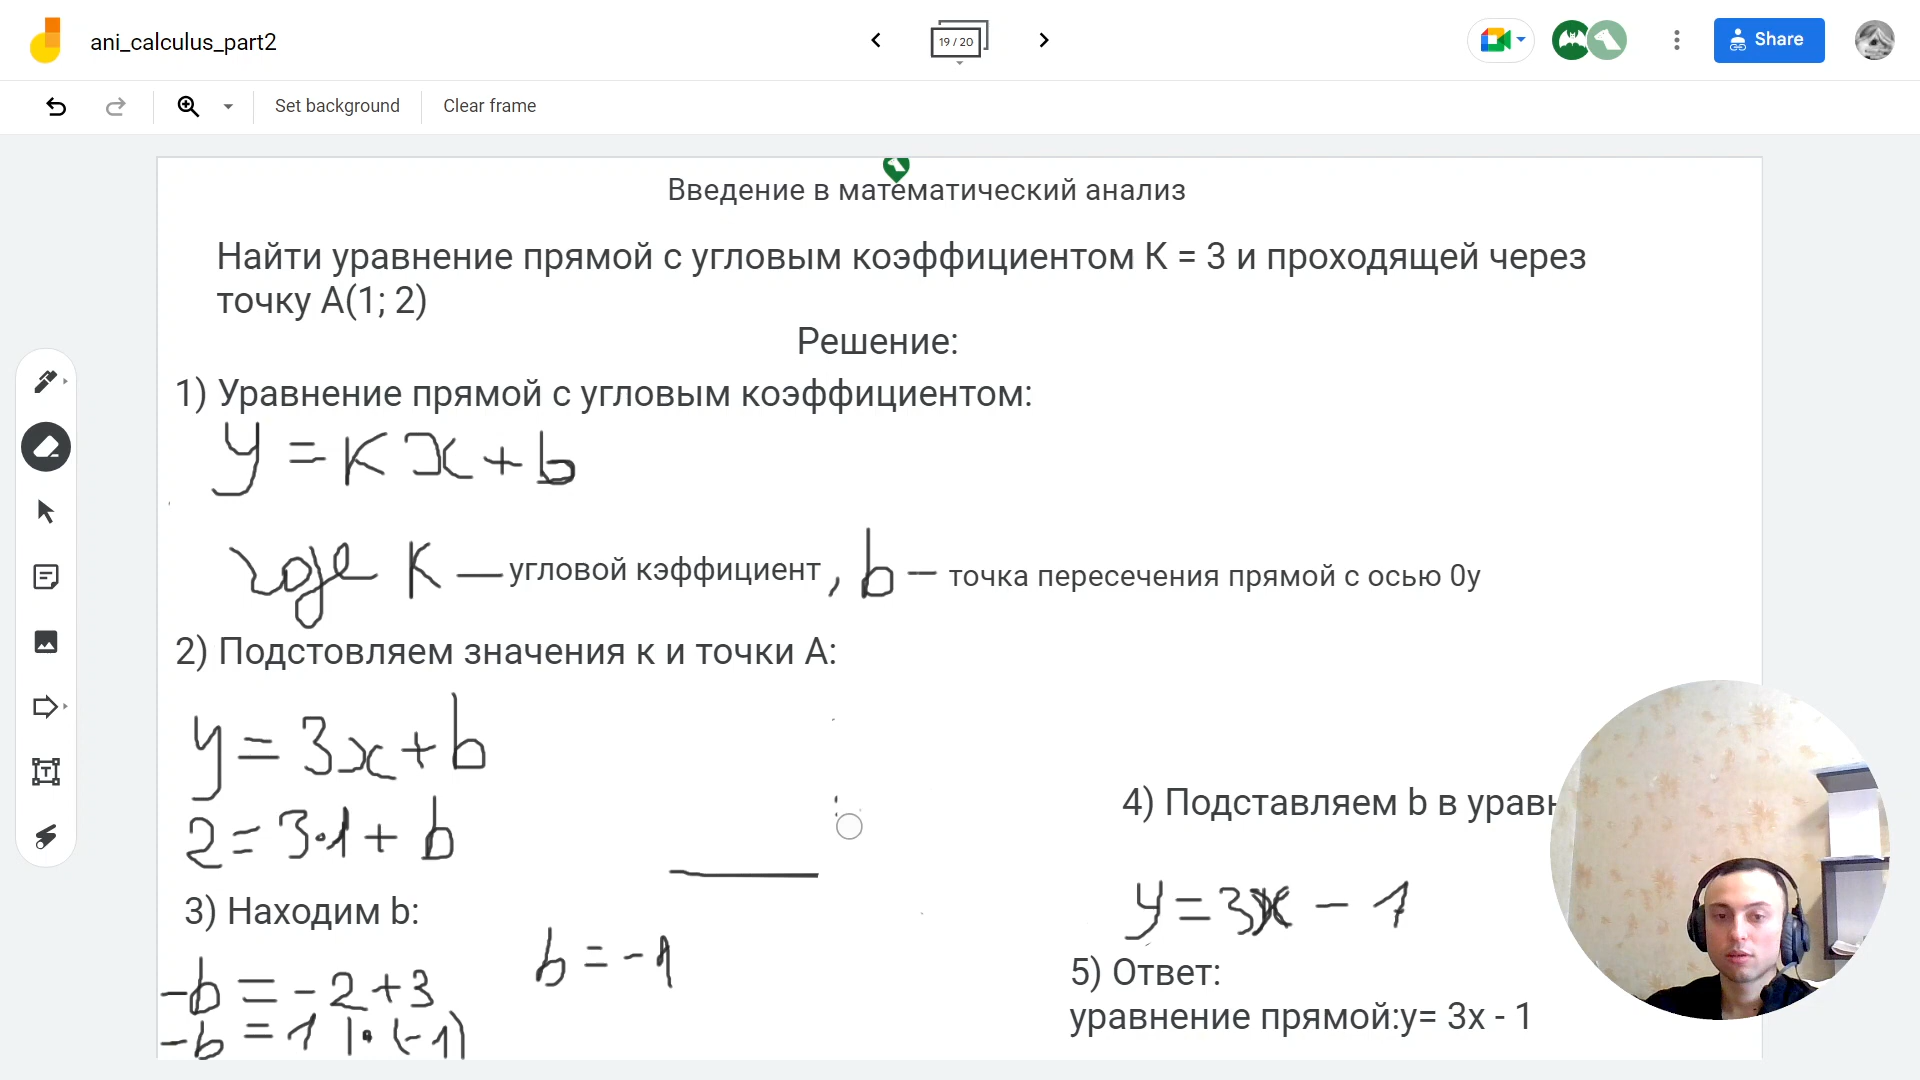 ani_calculus_part2
19 / 20
Share
Set background
Clear frame
Введение в математический анализ
Найти уравнение прямой с угловым коэффициентом К = 3 и проходящей через
точку А(1; 2)
Решение:
1) Уравнение прямой с угловым коэффициентом:
y = кx + b
где к — угловой кэффициент, b — точка пересечения прямой с осью 0y
2) Подстовляем значения к и точки А:
y = 3x + b
2 = 3·1 + b
3) Находим b:
-b = -2+3
-b = 1 |·(-1)
b = -1
4) Подставляем b в
y = 3x - 1
5) Ответ:
уравнение прямой:y= 3x - 1